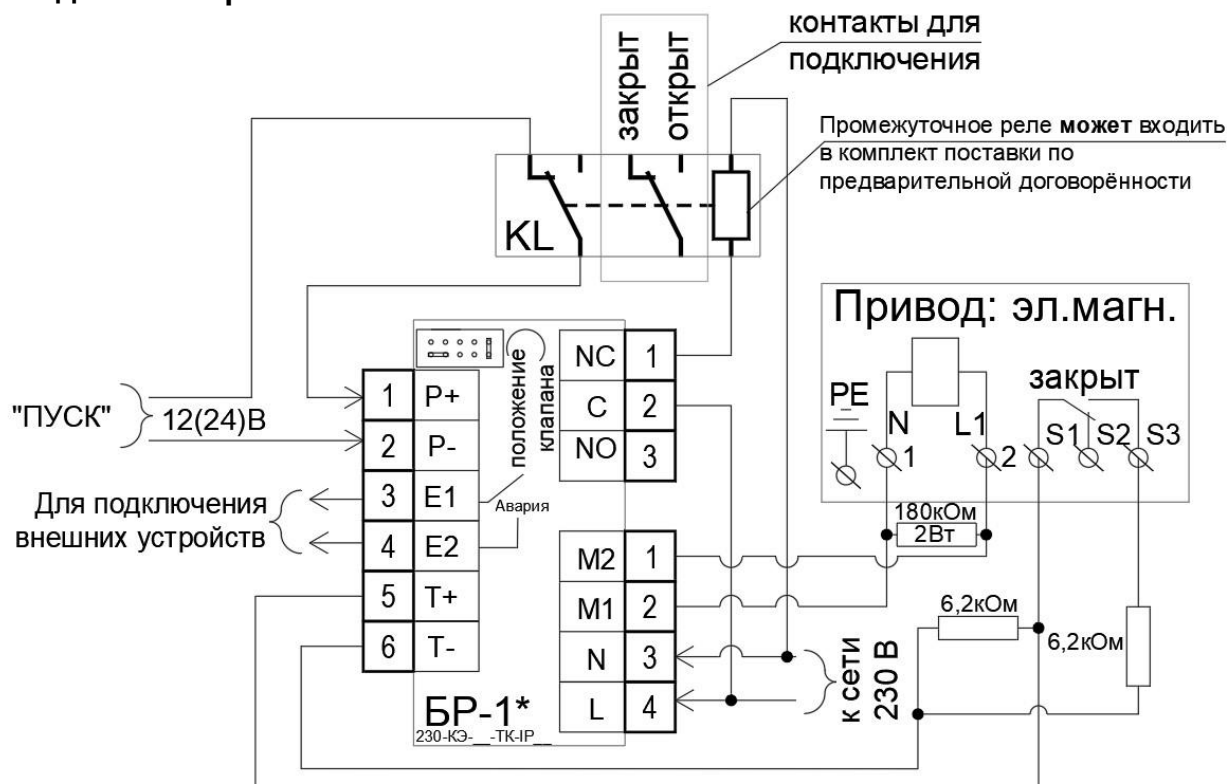 контакты для
подключения
закрыт
открыт
Промежуточное реле может входить
в комплект поставки по
предварительной договорённости
KL
Привод: эл.магн.
закрыт
PE
N
L1
S1
S2
S3
1
2
180кОм
2Вт
6,2кОм
6,2кОм
"ПУСК"
12(24)В
Для подключения
внешних устройств
1 P+
2 P-
3 E1
4 E2
5 T+
6 T-
положение
клапана
Авария
NC 1
C 2
NO 3
M2 1
M1 2
N 3
L 4
к сети
230 В
БР-1*
230-КЭ-__-ТК-IP__